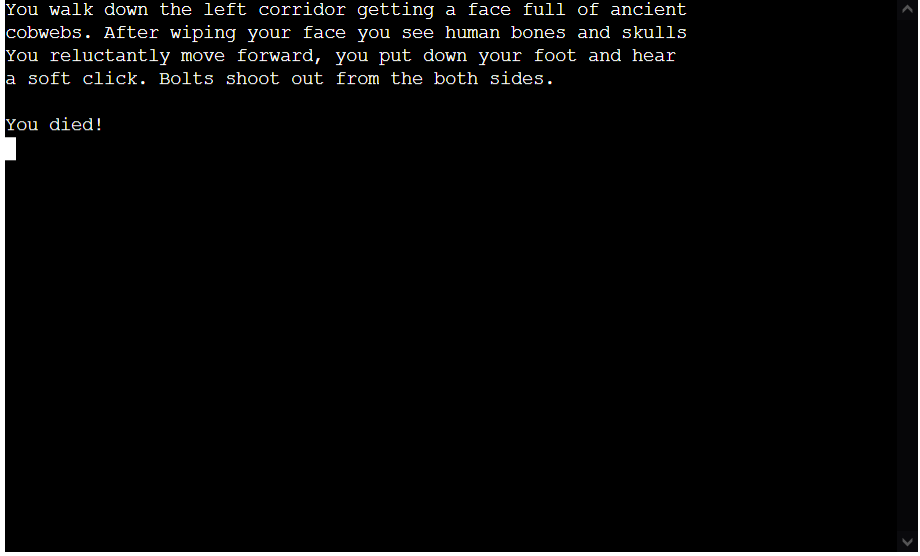 You walk down the left corridor getting a face full of ancient
cobwebs. After wiping your face you see human bones and skulls
You reluctantly move forward, you put down your foot and hear
a soft click. Bolts shoot out from the both sides.
You died!